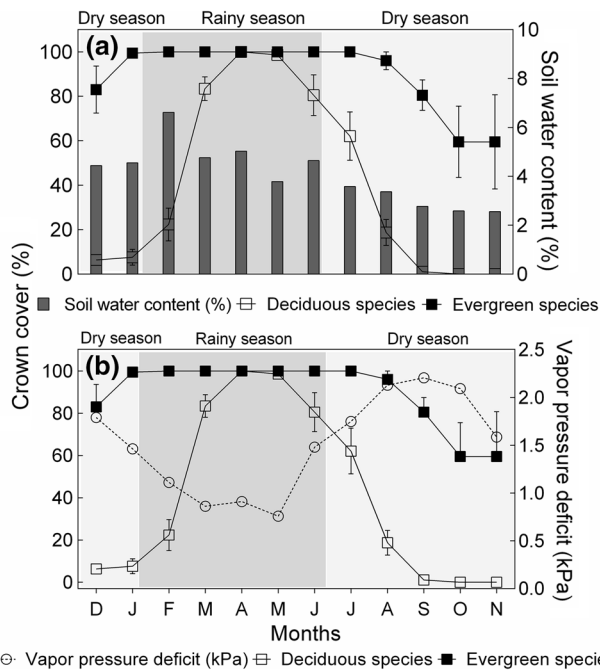 Dry season Rainy season Dry season
(a)
100 80 60 40 20 0
10 8 6 4 2 0
Soil water content (%)
Soil water content (%) Deciduous species Evergreen species
Crown cover (%)
Dry season Rainy season Dry season
(b)
100 80 60 40 20 0
2.5 2.0 1.5 1.0 0.5 0.0
Vapor pressure deficit (kPa)
D J F M A M J J A S O N
Months
Vapor pressure deficit (kPa) Deciduous species Evergreen speci